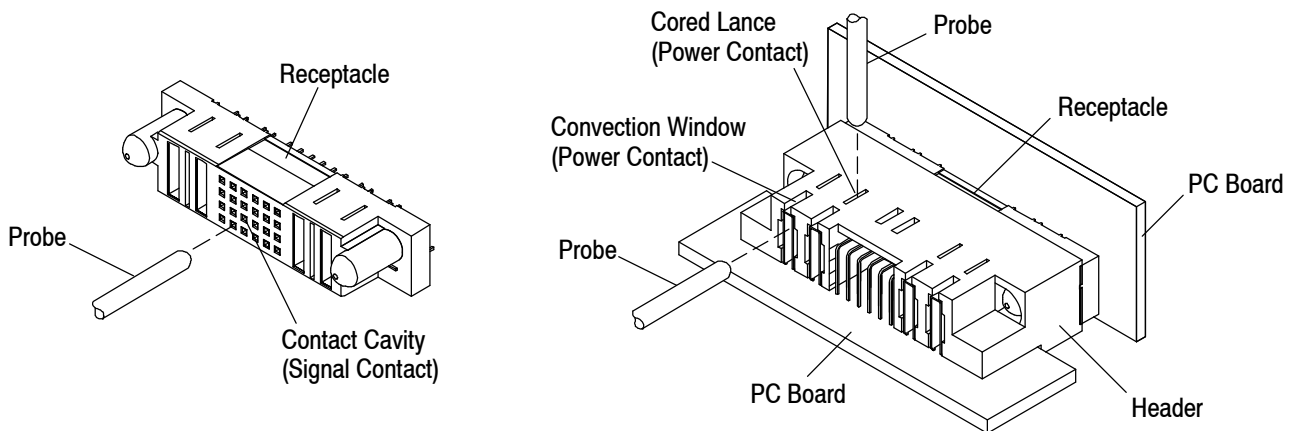 Receptacle
Probe
Contact Cavity
(Signal Contact)
Cored Lance
(Power Contact)
Probe
Receptacle
Convection Window
(Power Contact)
PC Board
Probe
PC Board
Header